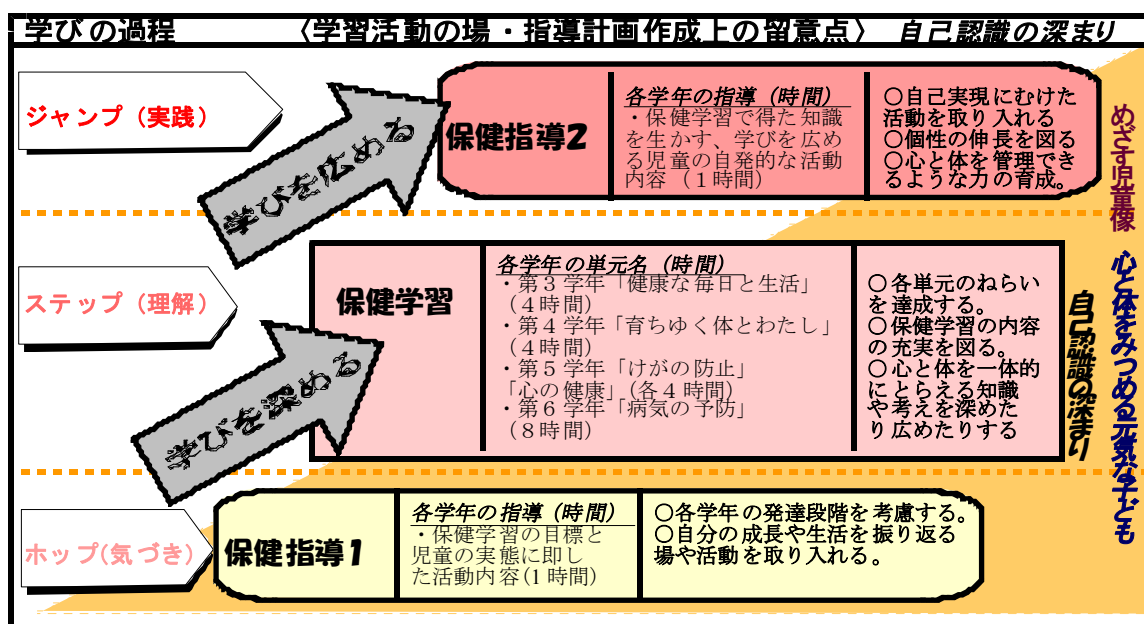 学びの過程 〈学習活動の場・指導計画作成上の留意点〉 自己認識の深まり
ジャンプ（実践）
学びを広める
保健指導2
各学年の指導（時間）
・保健学習で得た知識
を生かす、学びを広め
る児童の自発的な活動
内容（１時間）
○自己実現にむけた
活動を取り入れる
○個性の伸長を図る
○心と体を管理でき
るような力の育成。
ステップ（理解）
学びを深める
保健学習
各学年の単元名（時間）
・第３学年「健康な毎日と生活」
（４時間）
・第４学年「育ちゆく体とわたし」
（４時間）
・第５学年「けがの防止」
「心の健康」（各４時間）
・第６学年「病気の予防」
（８時間）
○各単元のねらい
を達成する。
○保健学習の内容
の充実を図る。
○心と体を一体的
にとらえる知識
や考えを深めた
り広めたりする
自己認識の深まり
ホップ(気づき)
保健指導1
各学年の指導（時間）
・保健学習の目標と
児童の実態に即し
た活動内容(１時間）
○各学年の発達段階を考慮する。
○自分の成長や生活を振り返る
場や活動を取り入れる。
めざす児童像 心と体をみつめる元気な子ども